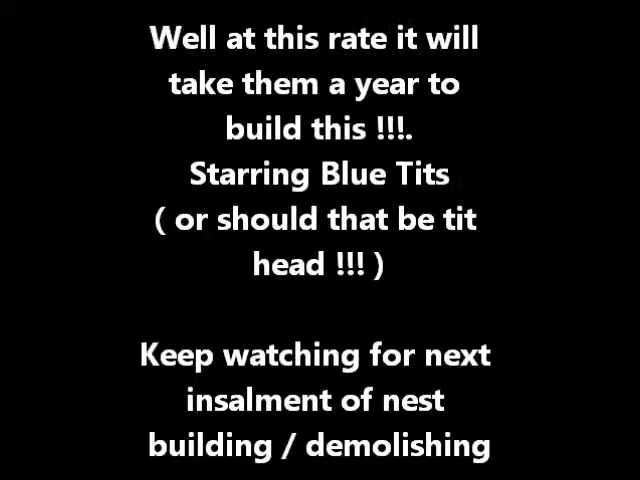 Well at this rate it will
take them a year to
build this !!!.
Starring Blue Tits
( or should that be tit
head !!! )
Keep watching for next
insalment of nest
building / demolishing